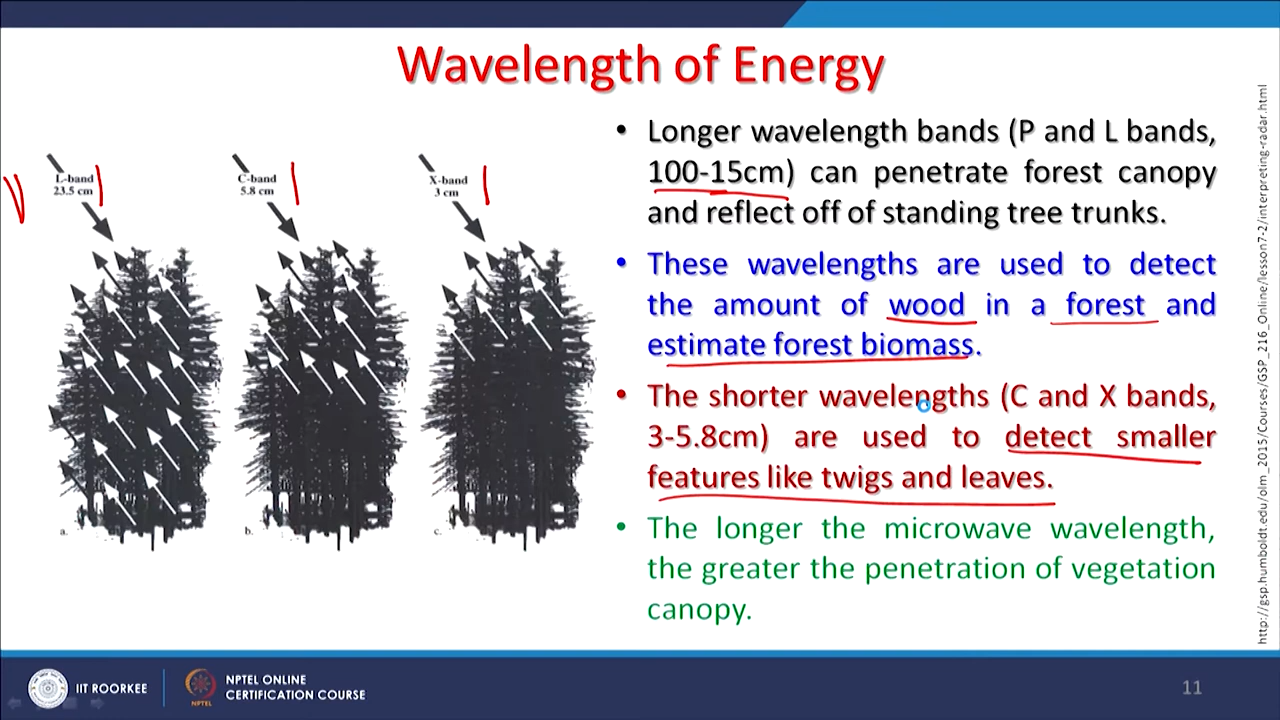 Wavelength of Energy
L-band
23.5 cm
C-band
5.8 cm
X-band
3 cm
a.
b.
c.
• Longer wavelength bands (P and L bands,
100-15cm) can penetrate forest canopy
and reflect off of standing tree trunks.
• These wavelengths are used to detect
the amount of wood in a forest and
estimate forest biomass.
• The shorter wavelengths (C and X bands,
3-5.8cm) are used to detect smaller
features like twigs and leaves.
• The longer the microwave wavelength,
the greater the penetration of vegetation
canopy.
http://gsp.humboldt.edu/olm_2015/Courses/GSP_216_Online/lesson7-2/interpreting-radar.html
IIT ROORKEE
NPTEL
NPTEL ONLINE
CERTIFICATION COURSE
11